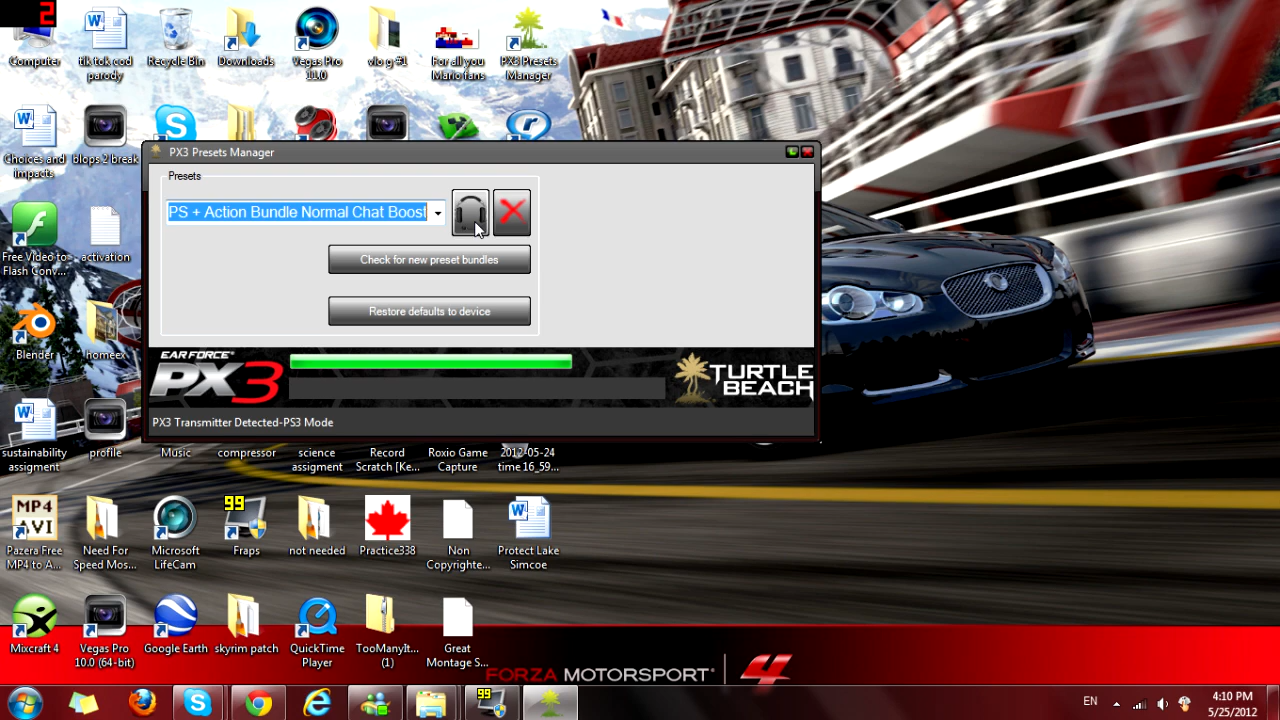 2
Computer
tik tok cod
parody
Recycle Bin
Downloads
Vegas Pro
11.0
vlo g #1
For all you
Mario fans
PX3 Presets
Manager
Choices and
impacts
blops 2 break
PX3 Presets Manager
Presets
PS + Action Bundle Normal Chat Boost
Check for new preset bundles
Restore defaults to device
EAR FORCE
PX3
TURTLE
BEACH
PX3 Transmitter Detected-PS3 Mode
Free Video to
Flash Conv...
activation
Blender
homeex
sustainability
assigment
profile
Music
compressor
science
assigment
Record
Scratch [Ke...
Roxio Game
Capture
2012-05-24
time 16_59...
MP4
AVI
99
Pazera Free
MP4 to A...
Need For
Speed Mos...
Microsoft
LifeCam
Fraps
not needed
Practice338
Non
Copyrighte...
Protect Lake
Simcoe
Mixcraft 4
Vegas Pro
10.0 (64-bit)
Google Earth
skyrim patch
QuickTime
Player
TooManyIt...
(1)
Great
Montage S...
FORZA MOTORSPORT 4
99
EN
4:10 PM
5/25/2012